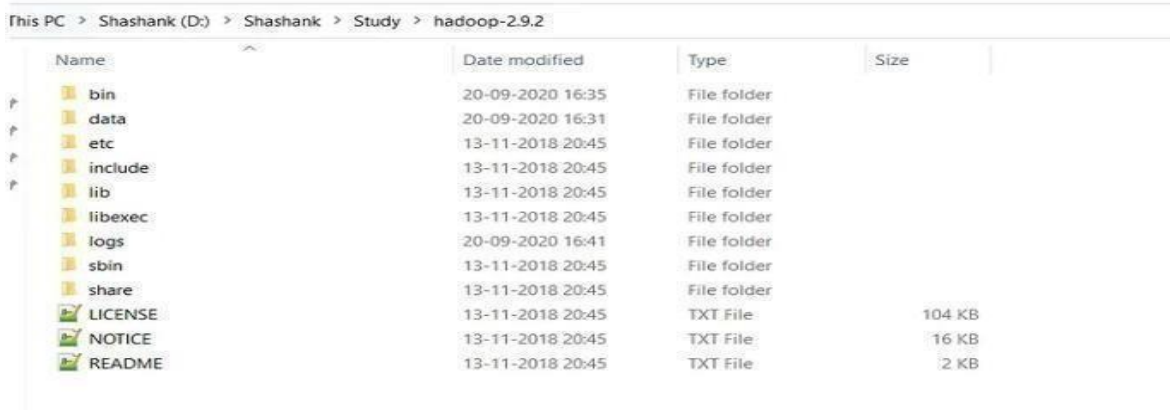 This PC > Shashank (D:) > Shashank > Study > hadoop-2.9.2
Name Date modified Type Size
bin 20-09-2020 16:35 File folder
data 20-09-2020 16:31 File folder
etc 13-11-2018 20:45 File folder
include 13-11-2018 20:45 File folder
lib 13-11-2018 20:45 File folder
libexec 13-11-2018 20:45 File folder
logs 20-09-2020 16:41 File folder
sbin 13-11-2018 20:45 File folder
share 13-11-2018 20:45 File folder
LICENSE 13-11-2018 20:45 TXT File 104 KB
NOTICE 13-11-2018 20:45 TXT File 16 KB
README 13-11-2018 20:45 TXT File 2 KB